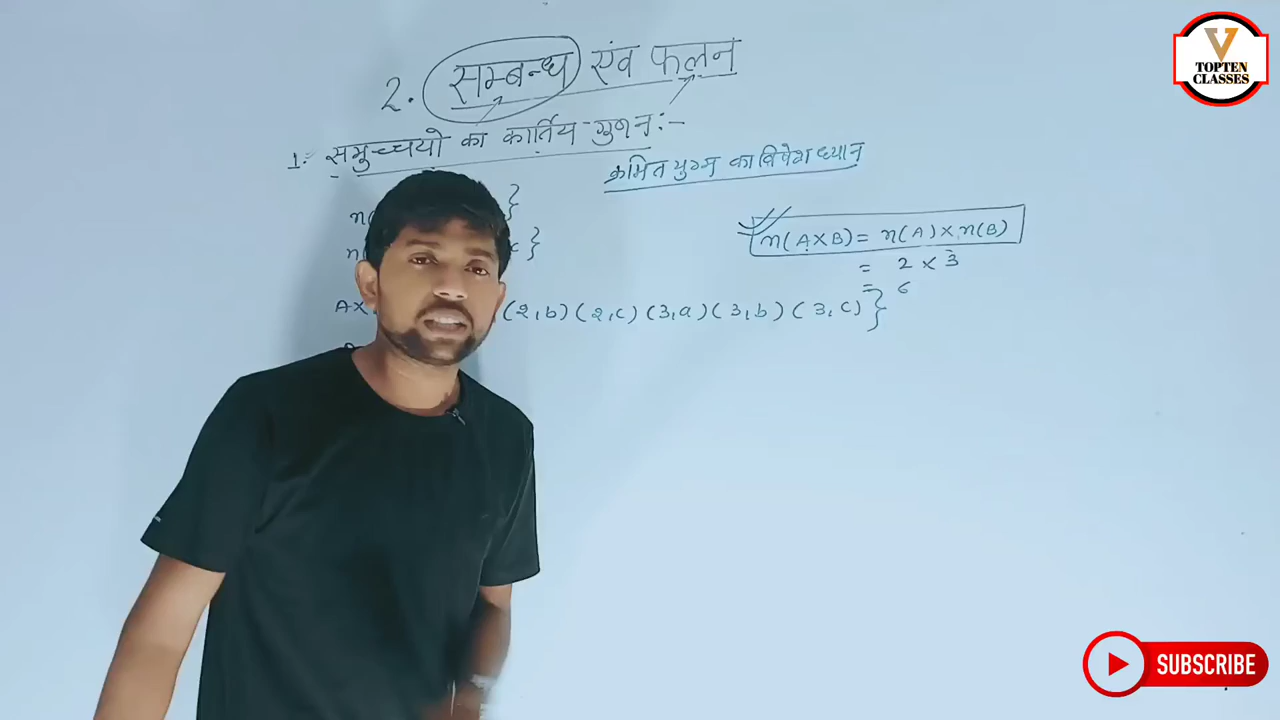 2. सम्बन्ध एंव फलन
1. समुच्चयो का कार्तिय गुणन :-
क्रमित युग्म का विशेष ध्यान
n(A×B) = n(A)×n(B)
= 2 × 3
= 6
(2,b) (2,c) (3,a) (3,b) (3,c) }
V
TOPTEN
CLASSES
SUBSCRIBE